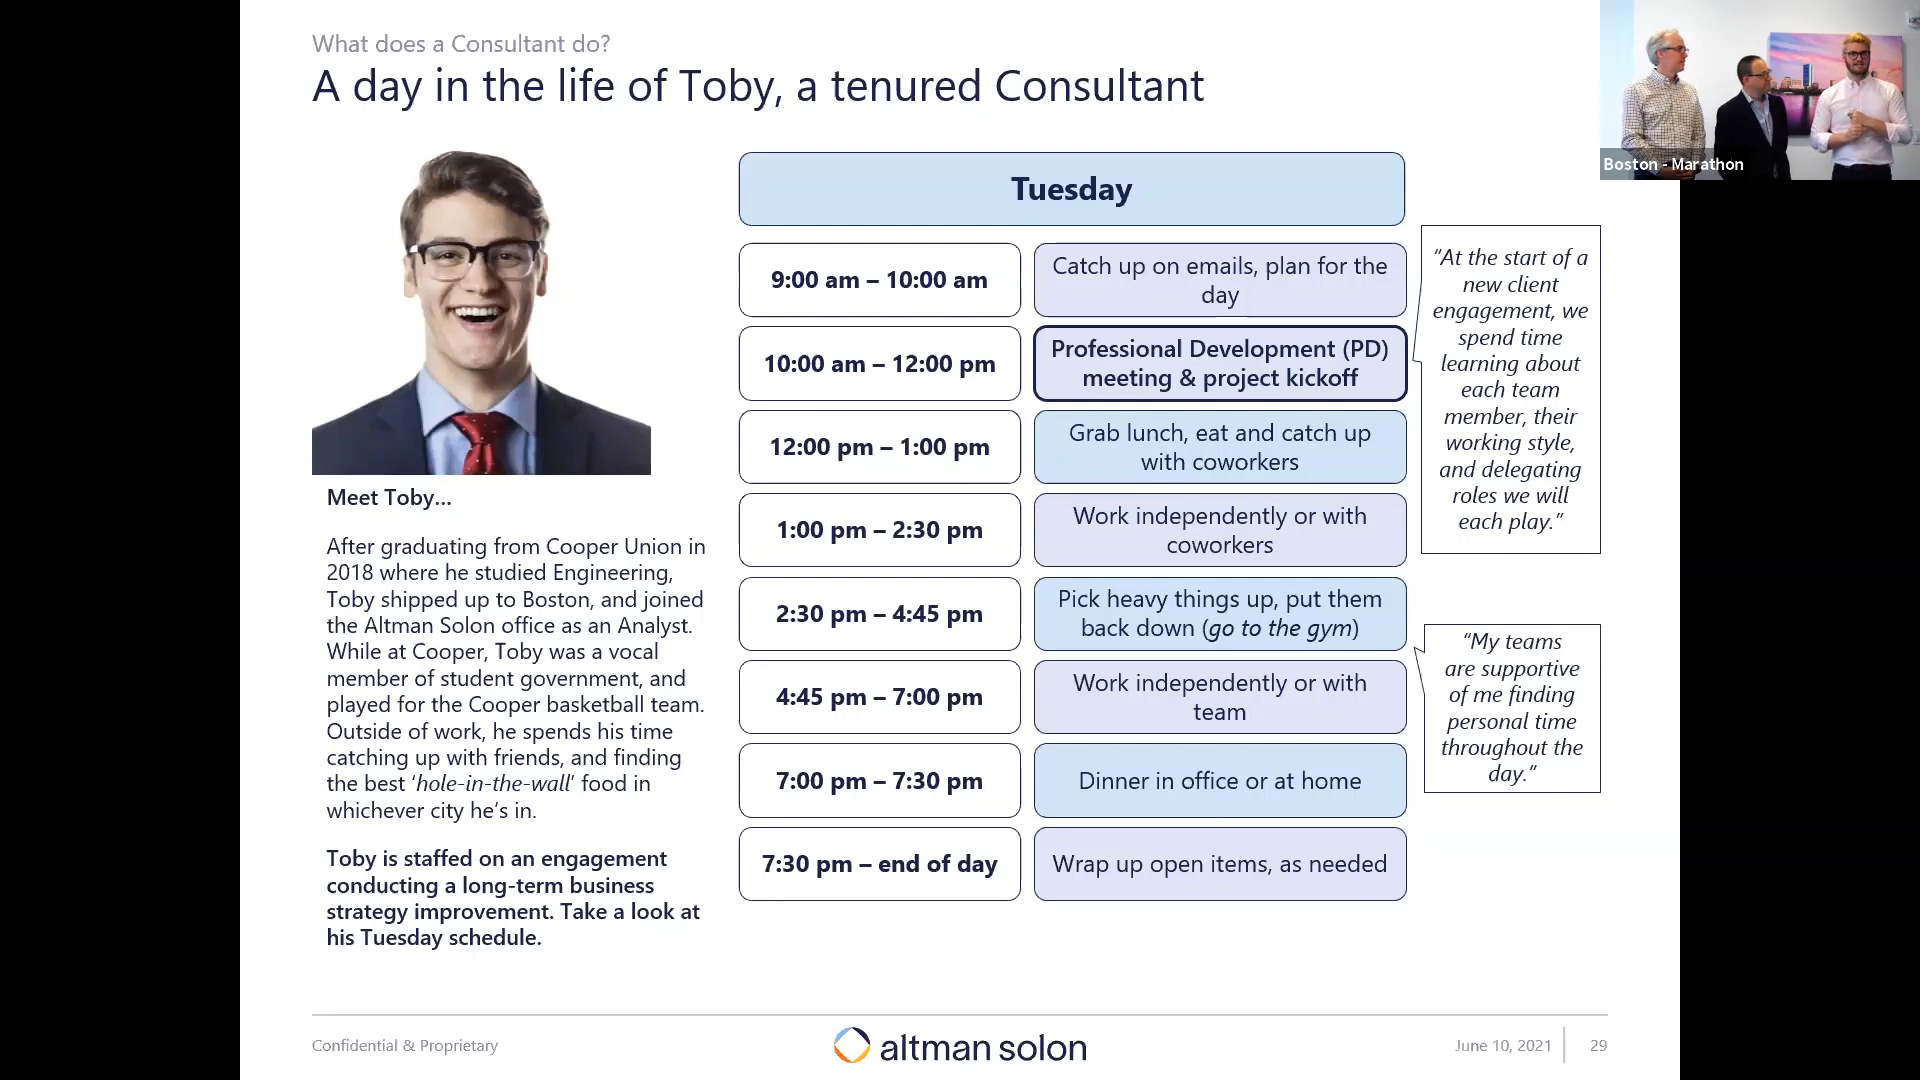 What does a Consultant do?
A day in the life of Toby, a tenured Consultant
Boston - Marathon
Meet Toby...
After graduating from Cooper Union in
2018 where he studied Engineering,
Toby shipped up to Boston, and joined
the Altman Solon office as an Analyst.
While at Cooper, Toby was a vocal
member of student government, and
played for the Cooper basketball team.
Outside of work, he spends his time
catching up with friends, and finding
the best ‘hole-in-the-wall’ food in
whichever city he’s in.
Toby is staffed on an engagement
conducting a long-term business
strategy improvement. Take a look at
his Tuesday schedule.
Tuesday
9:00 am – 10:00 am
Catch up on emails, plan for the
day
10:00 am – 12:00 pm
Professional Development (PD)
meeting & project kickoff
12:00 pm – 1:00 pm
Grab lunch, eat and catch up
with coworkers
1:00 pm – 2:30 pm
Work independently or with
coworkers
2:30 pm – 4:45 pm
Pick heavy things up, put them
back down (go to the gym)
4:45 pm – 7:00 pm
Work independently or with
team
7:00 pm – 7:30 pm
Dinner in office or at home
7:30 pm – end of day
Wrap up open items, as needed
“At the start of a
new client
engagement, we
spend time
learning about
each team
member, their
working style,
and delegating
roles we will
each play.”
“My teams
are supportive
of me finding
personal time
throughout the
day.”
Confidential & Proprietary
altman solon
June 10, 2021
29